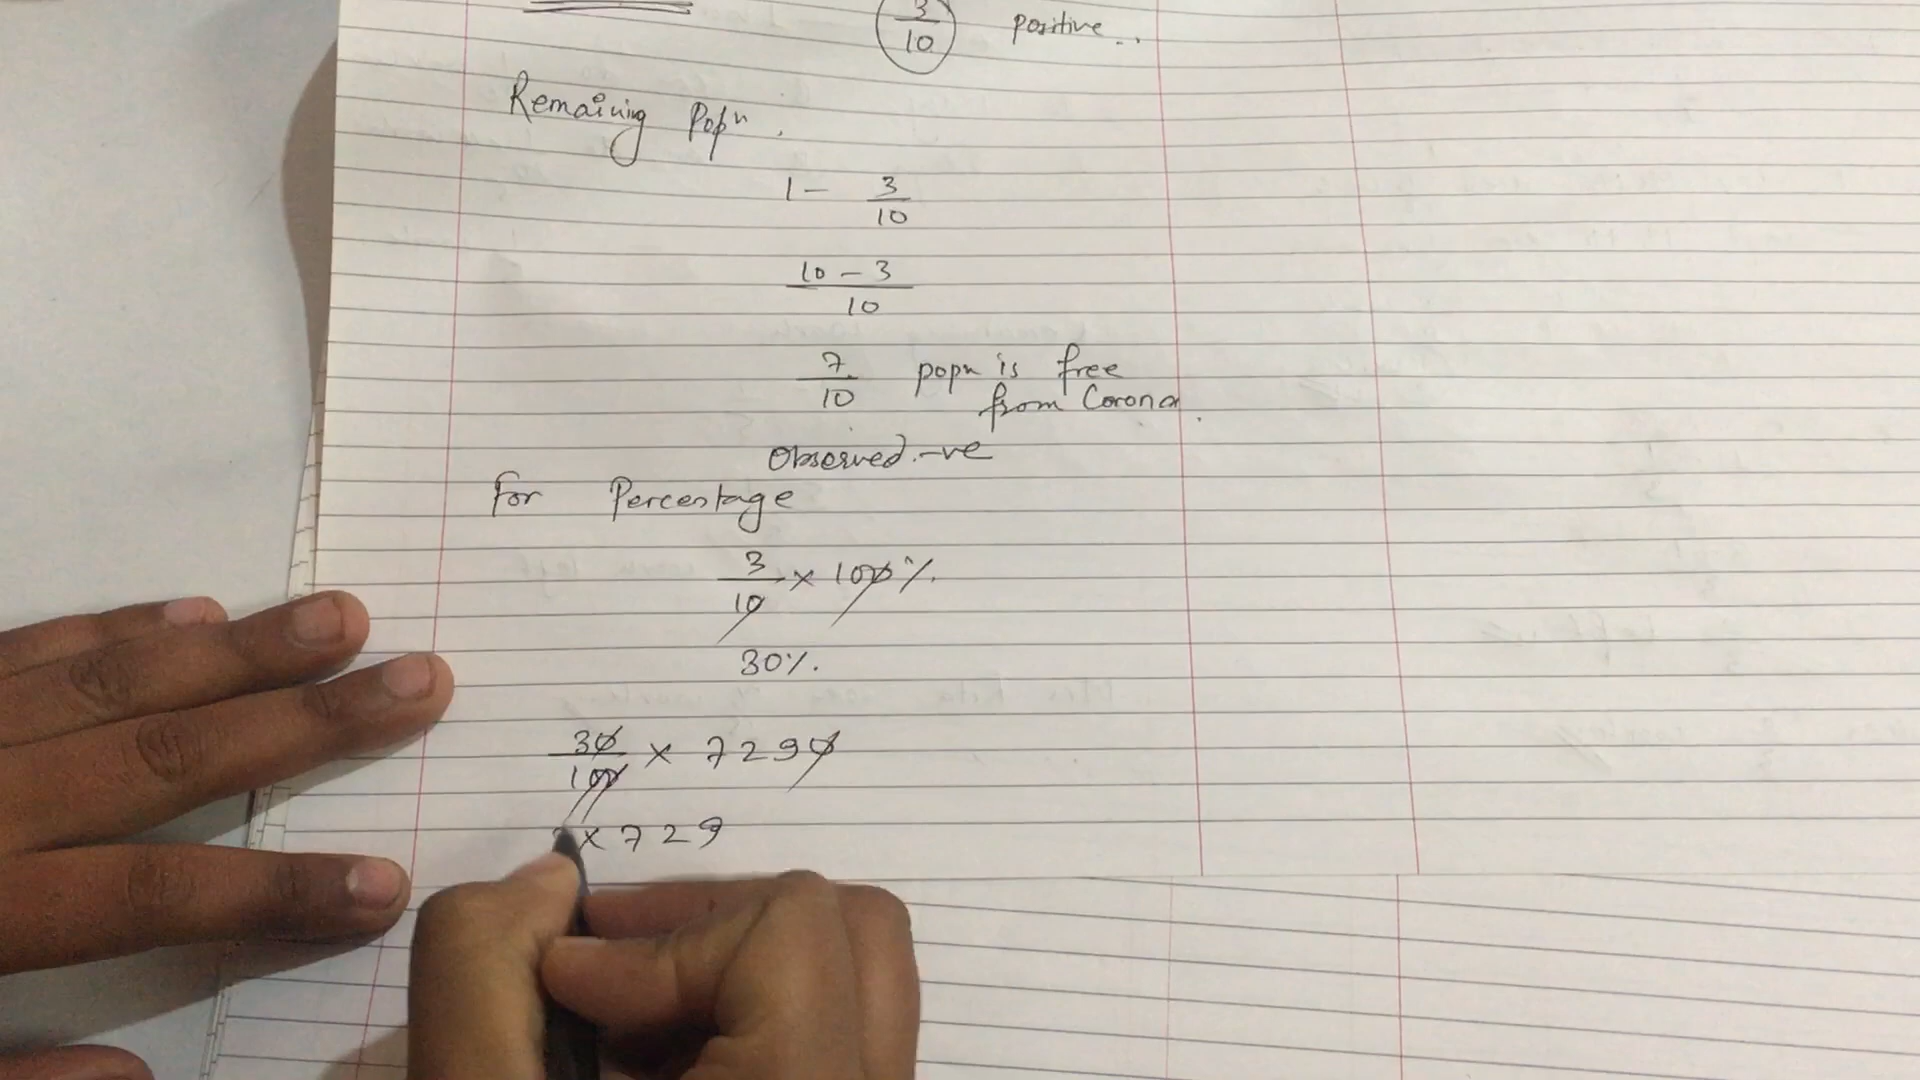 3/10 positive..
Remaining Popn.
1 - 3/10
10 - 3
10
7/10 popn is free
from Corona.
Observed.-ve
For Percentage
3/10 × 100%.
30%.
30/100 × 7290
× 729